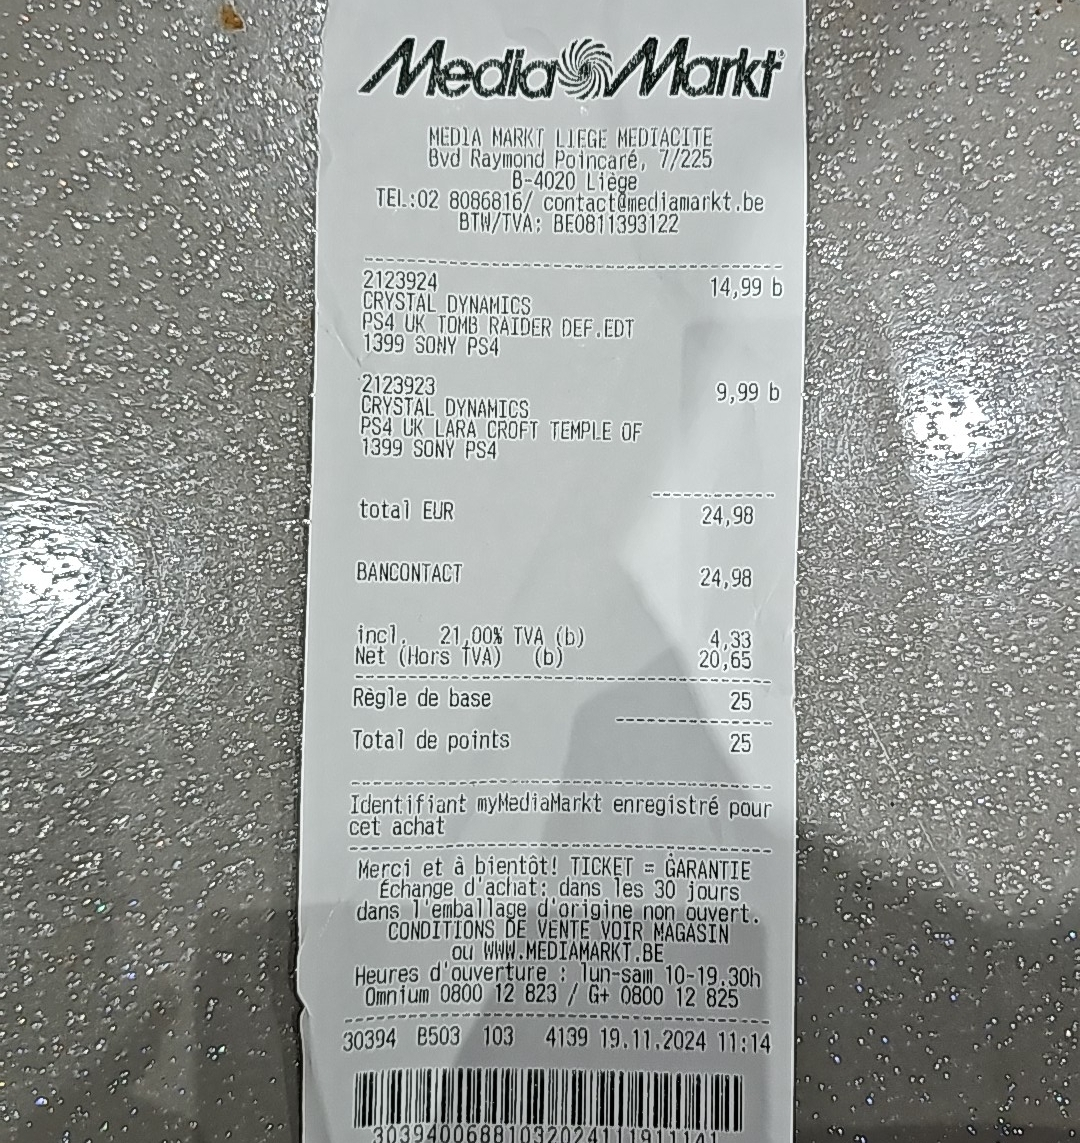 Media Markt
MEDIA MARKT LIEGE MEDIACITE
Bvd Raymond Poincaré, 7/225
B-4020 Liège
TEL:02 8086816/ contact@mediamarkt.be
BTW/TVA: BE0811393122
2123924 14,99 b
CRYSTAL DYNAMICS
PS4 UK TOMB RAIDER DEF.EDT
1399 SONY PS4
2123923 9,99 b
CRYSTAL DYNAMICS
PS4 UK LARA CROFT TEMPLE OF
1399 SONY PS4
total EUR 24,98
BANCONTACT 24,98
incl. 21,00% TVA (b) 4,33
Net (Hors TVA) (b) 20,65
Règle de base 25
Total de points 25
Identifiant myMediaMarkt enregistré pour
cet achat
Merci et à bientôt! TICKET = GARANTIE
Échange d'achat: dans les 30 jours
dans l'emballage d'origine non ouvert.
CONDITIONS DE VENTE VOIR MAGASIN
ou WWW.MEDIAMARKT.BE
Heures d'ouverture : lun-sam 10-19.30h
Omnium 0800 12 823 / G+ 0800 12 825
30394 B503 103 4139 19.11.2024 11:14
30394006881032024111911141